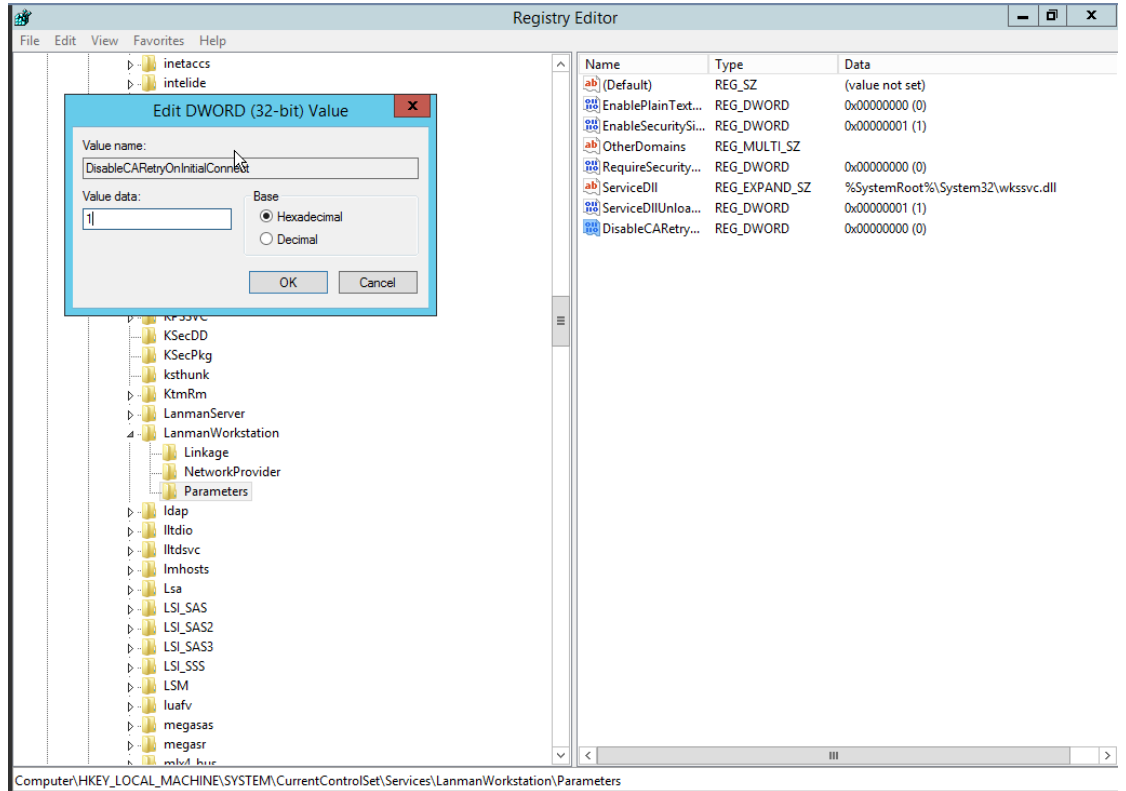 Registry Editor
File Edit View Favorites Help
inetaccs
intelide
Edit DWORD (32-bit) Value
Value name:
DisableCARetryOnInitialConnect
Value data:
1
Base
Hexadecimal
Decimal
OK Cancel
KPSSVC
KSecDD
KSecPkg
ksthunk
KtmRm
LanmanServer
LanmanWorkstation
Linkage
NetworkProvider
Parameters
ldap
lltdio
lltdsvc
lmhosts
Lsa
LSI_SAS
LSI_SAS2
LSI_SAS3
LSI_SSS
LSM
luafv
megasas
megasr
mlx4_bus
Name Type Data
(Default) REG_SZ (value not set)
EnablePlainText... REG_DWORD 0x00000000 (0)
EnableSecuritySi... REG_DWORD 0x00000001 (1)
OtherDomains REG_MULTI_SZ
RequireSecurity... REG_DWORD 0x00000000 (0)
ServiceDll REG_EXPAND_SZ %SystemRoot%\System32\wkssvc.dll
ServiceDllUnloa... REG_DWORD 0x00000001 (1)
DisableCARetry... REG_DWORD 0x00000000 (0)
Computer\HKEY_LOCAL_MACHINE\SYSTEM\CurrentControlSet\Services\LanmanWorkstation\Parameters